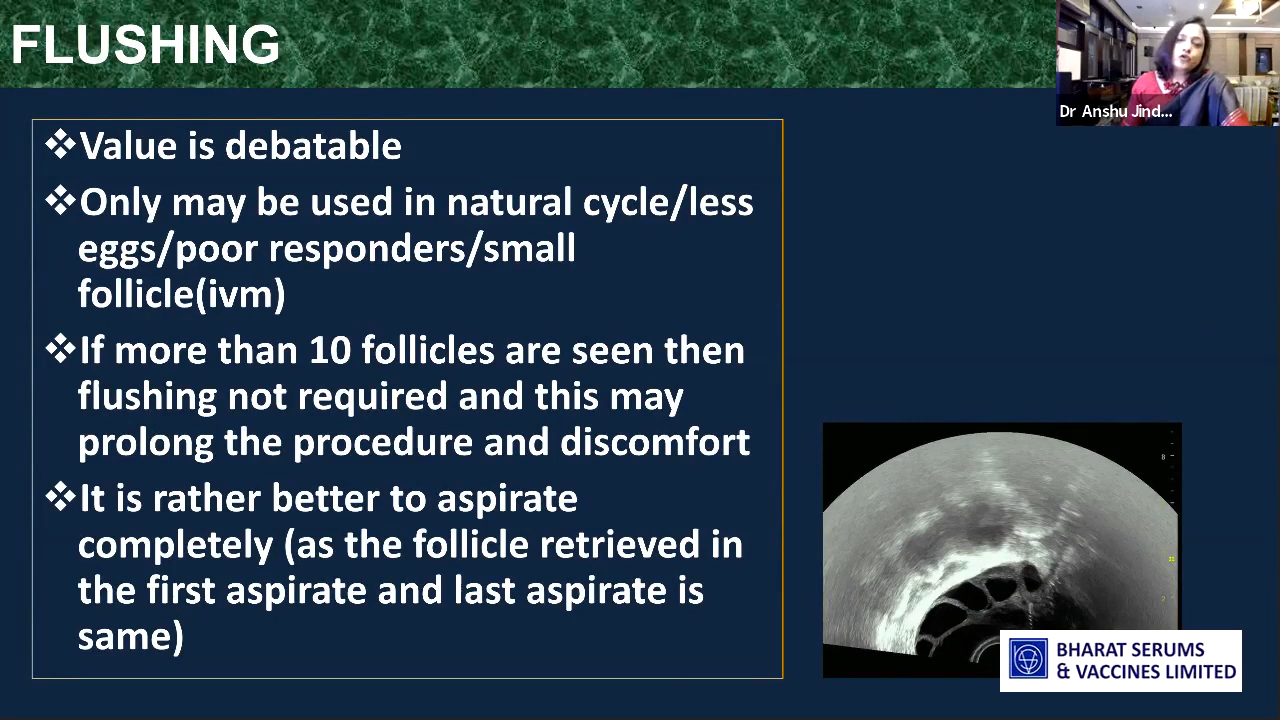 FLUSHING
Dr Anshu Jind...
❖Value is debatable
❖Only may be used in natural cycle/less
eggs/poor responders/small
follicle(ivm)
❖If more than 10 follicles are seen then
flushing not required and this may
prolong the procedure and discomfort
❖It is rather better to aspirate
completely (as the follicle retrieved in
the first aspirate and last aspirate is
same)
BHARAT SERUMS
& VACCINES LIMITED